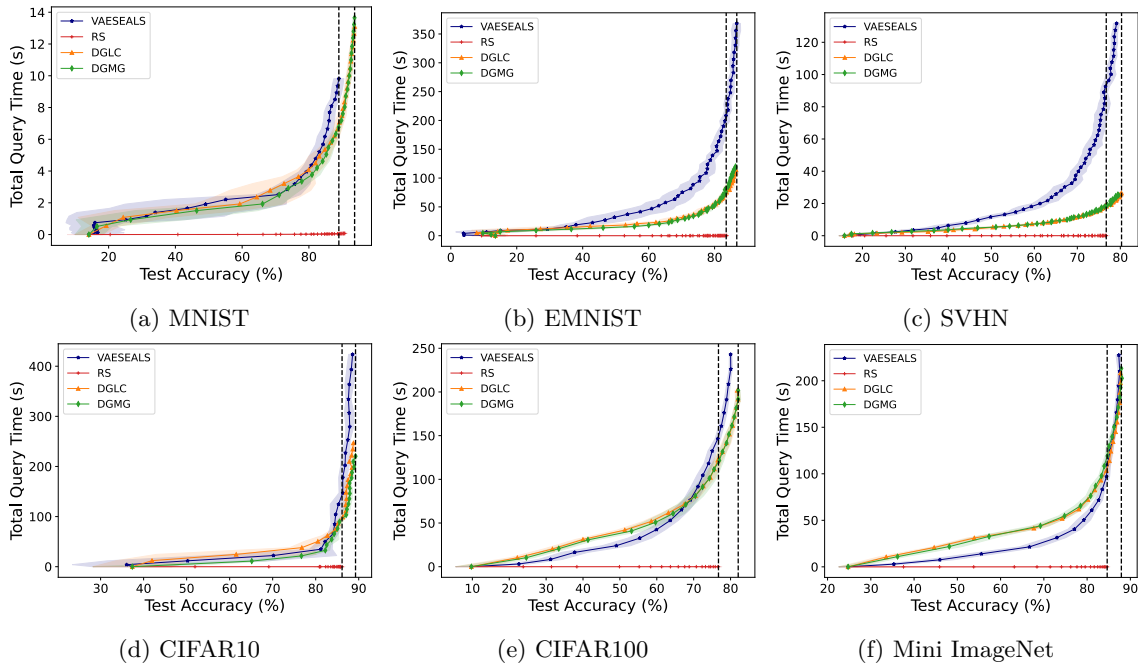 14
12
10
8
6
4
2
0
Total Query Time (s)
VAESEALS
RS
DGLC
DGMG
20
40
60
80
Test Accuracy (%)
(a) MNIST
350
300
250
200
150
100
50
0
Total Query Time (s)
VAESEALS
RS
DGLC
DGMG
0
20
40
60
80
Test Accuracy (%)
(b) EMNIST
120
100
80
60
40
20
0
Total Query Time (s)
VAESEALS
RS
DGLC
DGMG
20
30
40
50
60
70
80
Test Accuracy (%)
(c) SVHN
400
300
200
100
0
Total Query Time (s)
VAESEALS
RS
DGLC
DGMG
20
30
40
50
60
70
80
90
Test Accuracy (%)
(d) CIFAR10
250
200
150
100
50
0
Total Query Time (s)
VAESEALS
RS
DGLC
DGMG
10
20
30
40
50
60
70
80
Test Accuracy (%)
(e) CIFAR100
200
150
100
50
0
Total Query Time (s)
VAESEALS
RS
DGLC
DGMG
20
30
40
50
60
70
80
90
Test Accuracy (%)
(f) Mini ImageNet